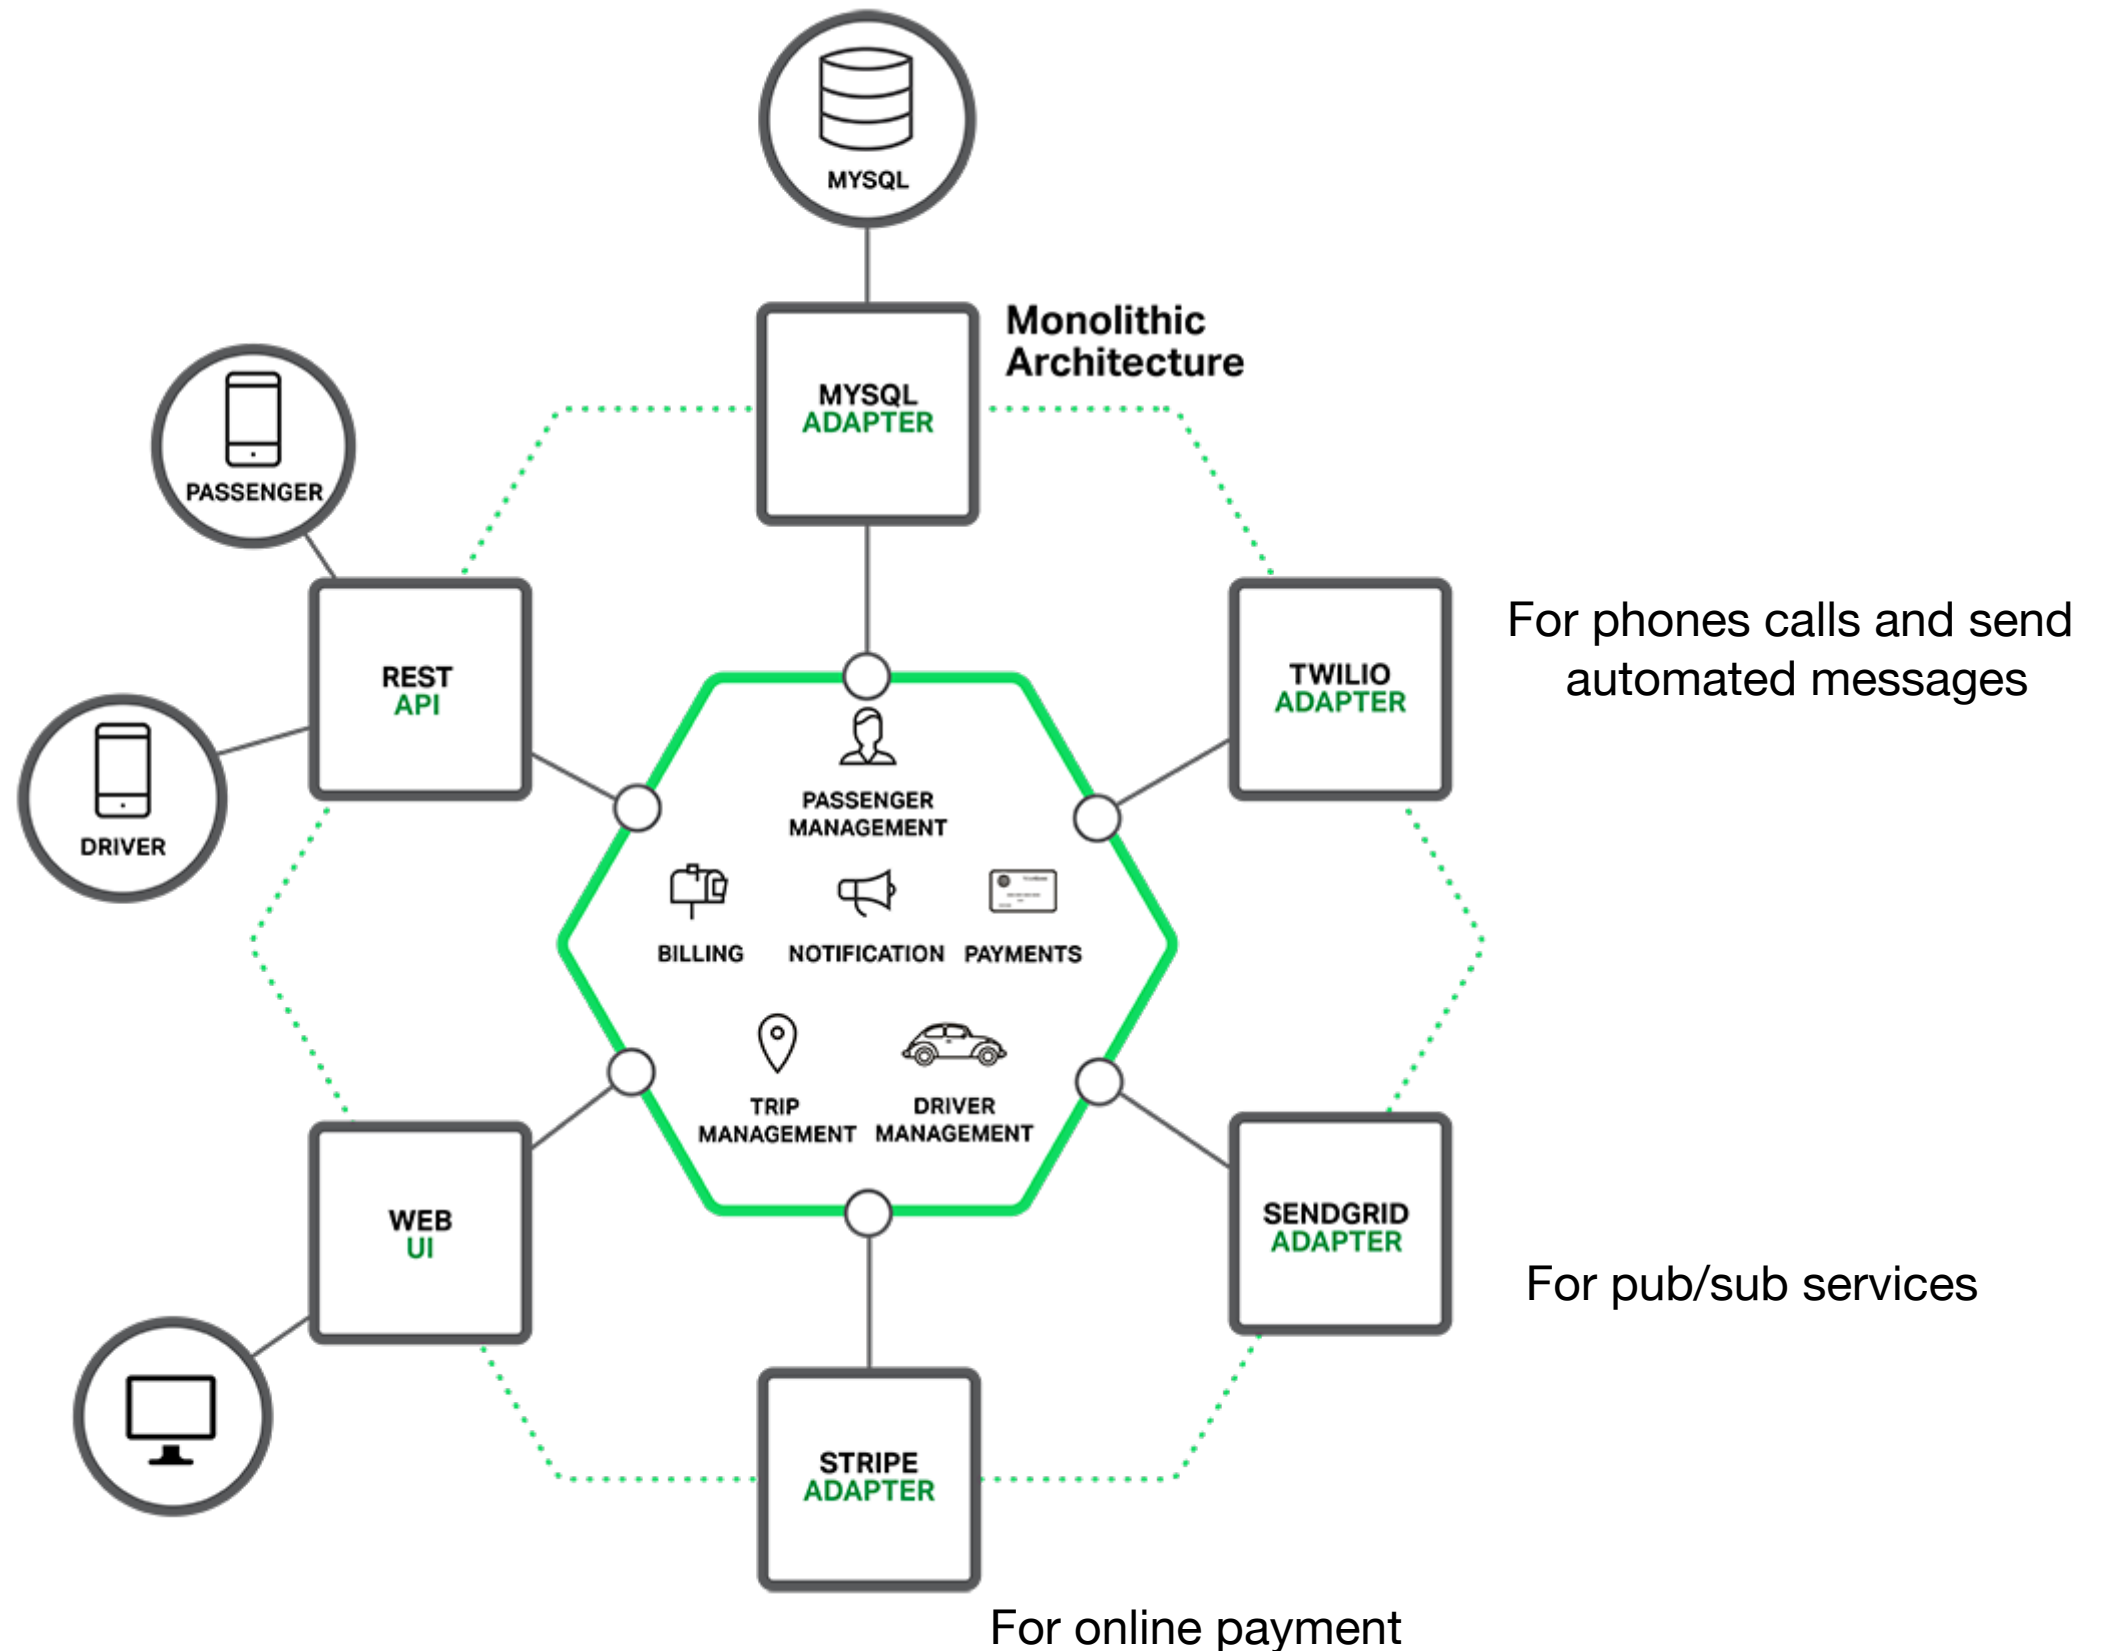 MYSQL
Monolithic
Architecture
MYSQL
ADAPTER
PASSENGER
For phones calls and send
automated messages
REST
API
TWILIO
ADAPTER
PASSENGER
MANAGEMENT
DRIVER
BILLING
NOTIFICATION
PAYMENTS
TRIP
MANAGEMENT
DRIVER
MANAGEMENT
WEB
UI
SENDGRID
ADAPTER
For pub/sub services
STRIPE
ADAPTER
For online payment